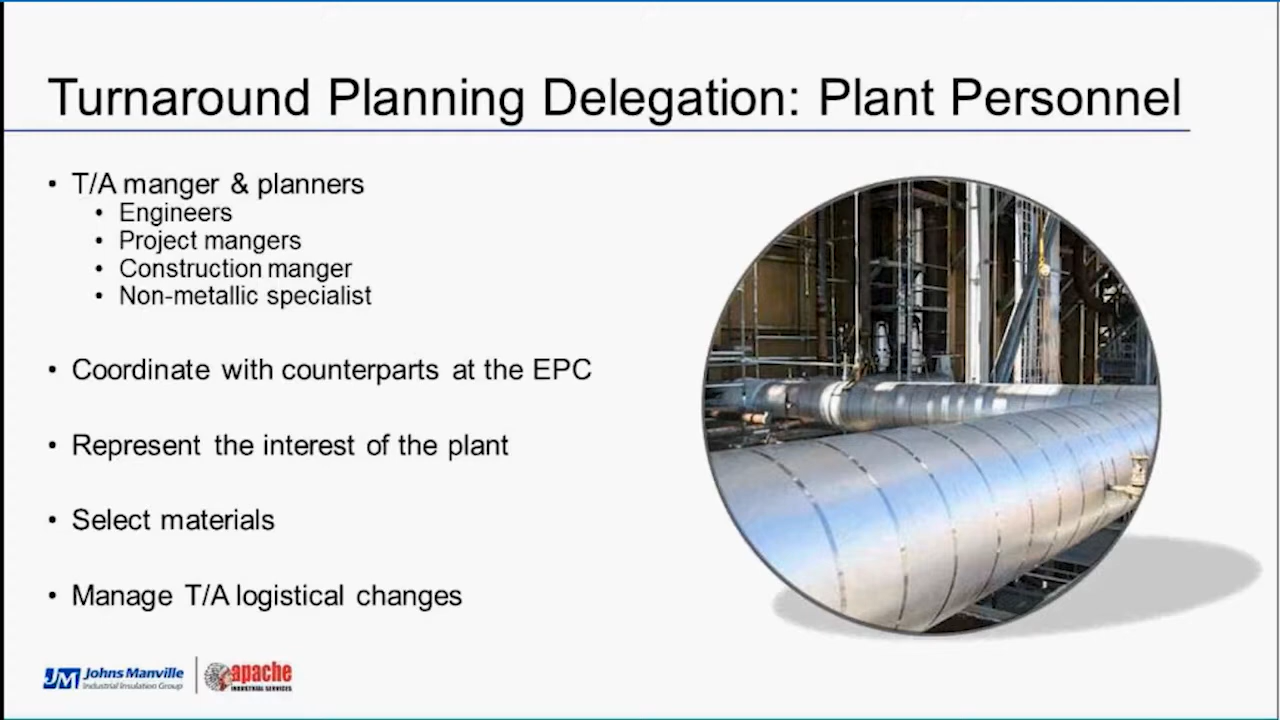 Turnaround Planning Delegation: Plant Personnel
• T/A manger & planners
• Engineers
• Project mangers
• Construction manger
• Non-metallic specialist
• Coordinate with counterparts at the EPC
• Represent the interest of the plant
• Select materials
• Manage T/A logistical changes
JM Johns Manville
Industrial Insulation Group
apache
INDUSTRIAL SERVICES